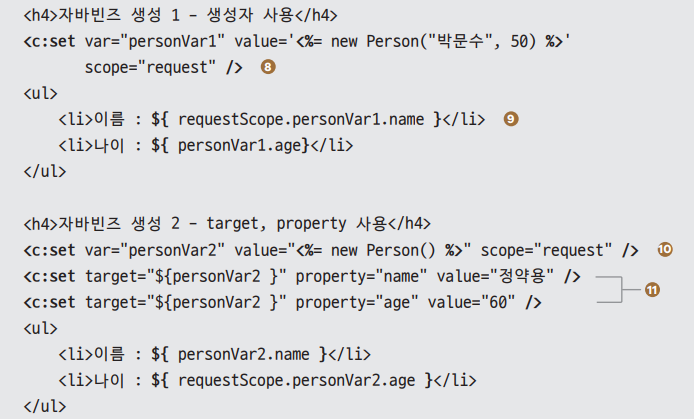 <h4>자바빈즈 생성 1 - 생성자 사용</h4>
<c:set var="personVar1" value='<%= new Person("박문수", 50) %>'
scope="request" /> ❽
<ul>
<li>이름 : ${ requestScope.personVar1.name }</li> ❾
<li>나이 : ${ personVar1.age}</li>
</ul>
<h4>자바빈즈 생성 2 - target, property 사용</h4>
<c:set var="personVar2" value="<%= new Person() %>" scope="request" /> ❿
<c:set target="${personVar2 }" property="name" value="정약용" />
<c:set target="${personVar2 }" property="age" value="60" /> ⓫
<ul>
<li>이름 : ${ personVar2.name }</li>
<li>나이 : ${ requestScope.personVar2.age }</li>
</ul>